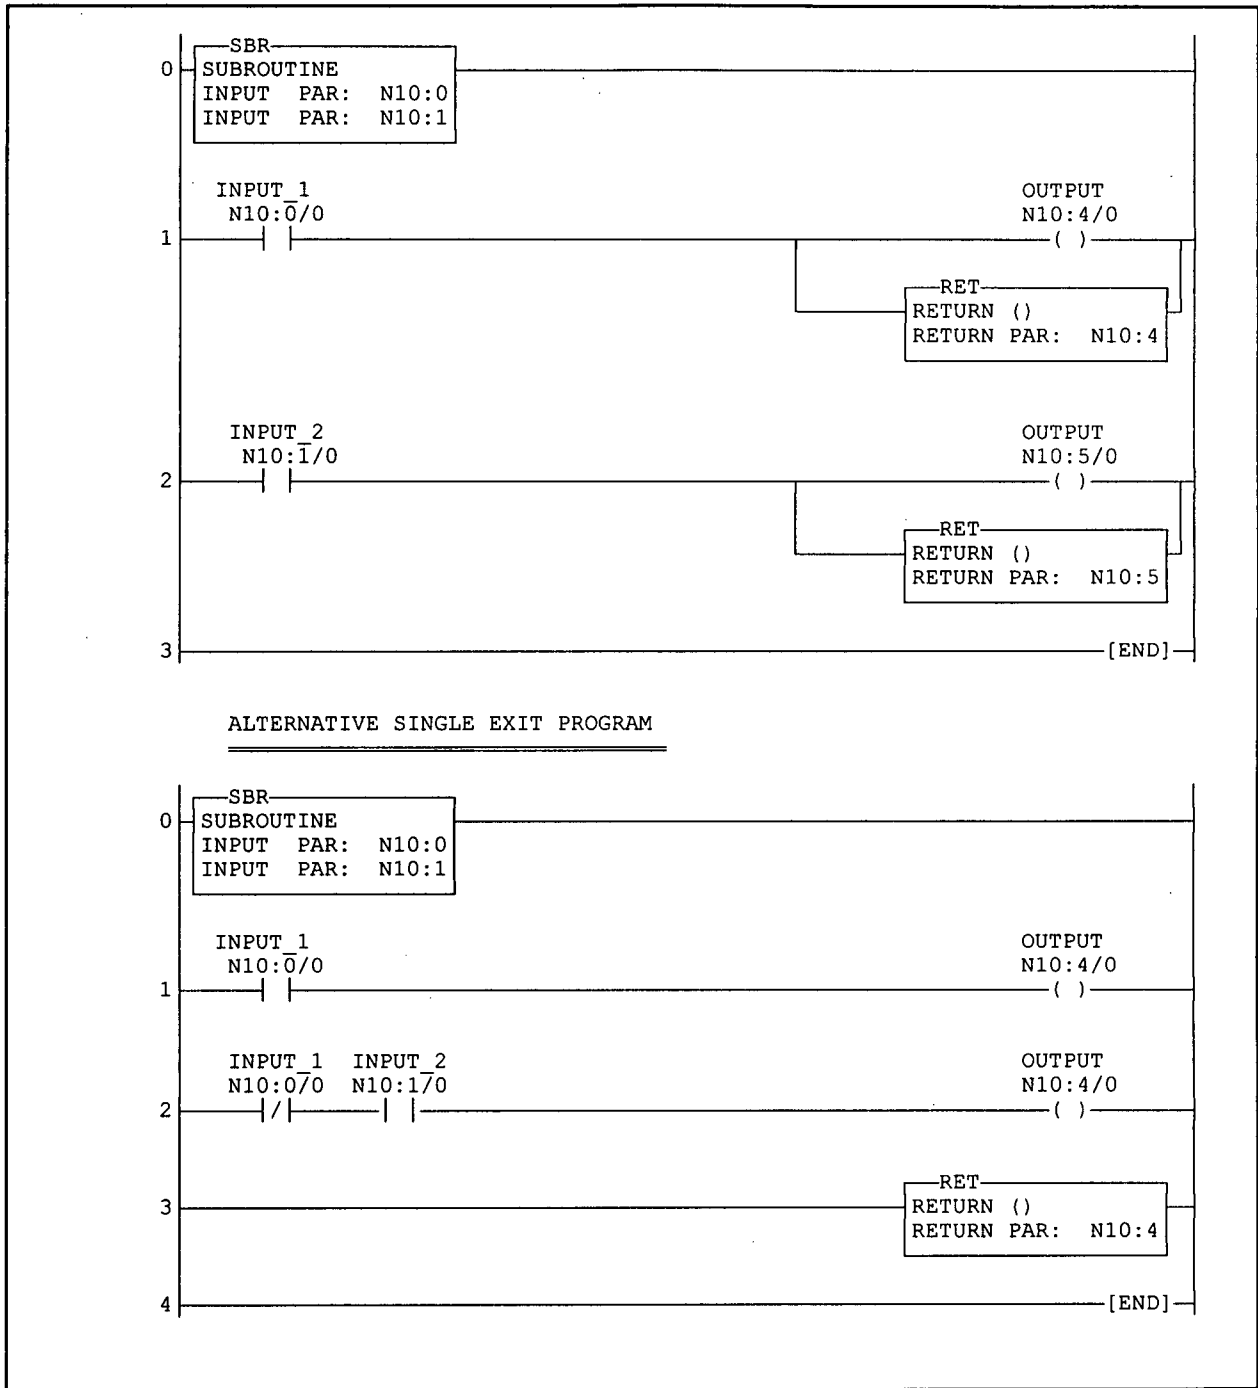 SBR
0 SUBROUTINE
INPUT PAR: N10:0
INPUT PAR: N10:1
INPUT_1 OUTPUT
N10:0/0 N10:4/0
1 ( )
RET
RETURN ()
RETURN PAR: N10:4
INPUT_2 OUTPUT
N10:1/0 N10:5/0
2 ( )
RET
RETURN ()
RETURN PAR: N10:5
3 [END]
ALTERNATIVE SINGLE EXIT PROGRAM
SBR
0 SUBROUTINE
INPUT PAR: N10:0
INPUT PAR: N10:1
INPUT_1 OUTPUT
N10:0/0 N10:4/0
1 ( )
INPUT_1 INPUT_2 OUTPUT
N10:0/0 N10:1/0 N10:4/0
2 / ( )
RET
3 RETURN ()
RETURN PAR: N10:4
4 [END]